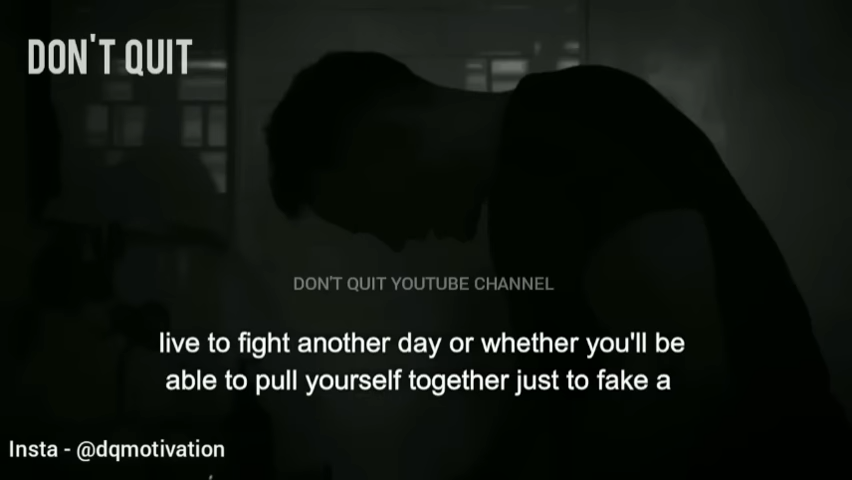 DON'T QUIT
DON'T QUIT YOUTUBE CHANNEL
live to fight another day or whether you'll be
able to pull yourself together just to fake a
Insta - @dqmotivation